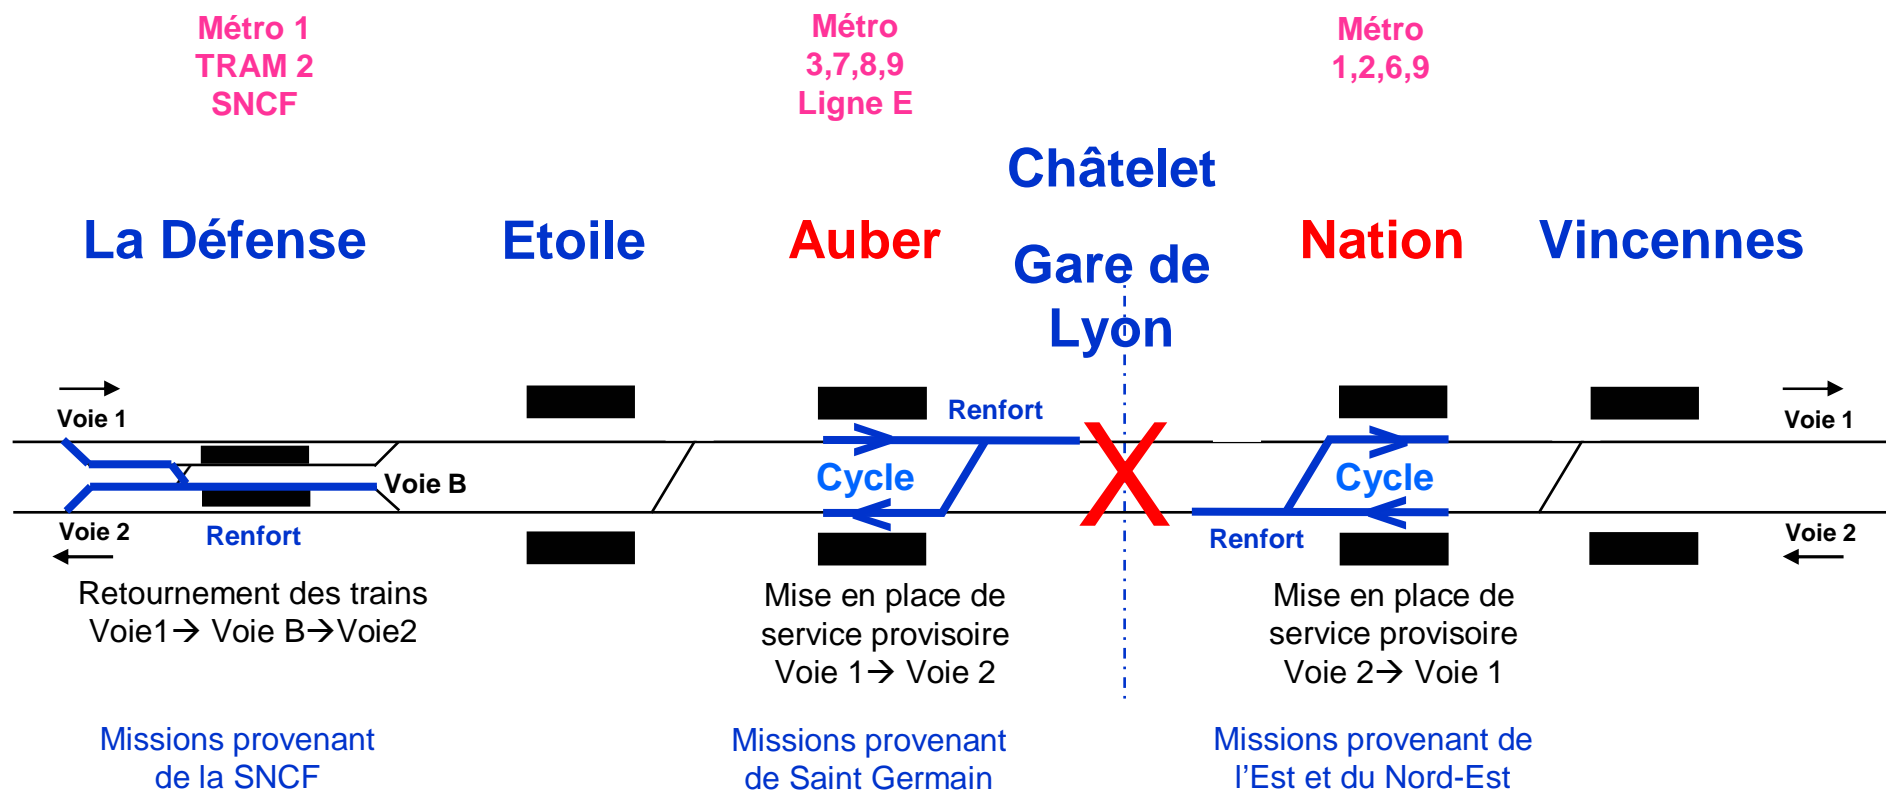 Métro 1
TRAM 2
SNCF
Métro
3,7,8,9
Ligne E
Métro
1,2,6,9
Châtelet
La Défense
Etoile
Auber
Gare de
Lyon
Nation
Vincennes
Voie 1
Renfort
Voie 1
Voie B
Cycle
Cycle
Voie 2
Renfort
Renfort
Voie 2
Retournement des trains
Voie1→ Voie B→Voie2
Mise en place de
service provisoire
Voie 1→ Voie 2
Mise en place de
service provisoire
Voie 2→ Voie 1
Missions provenant
de la SNCF
Missions provenant
de Saint Germain
Missions provenant de
l'Est et du Nord-Est